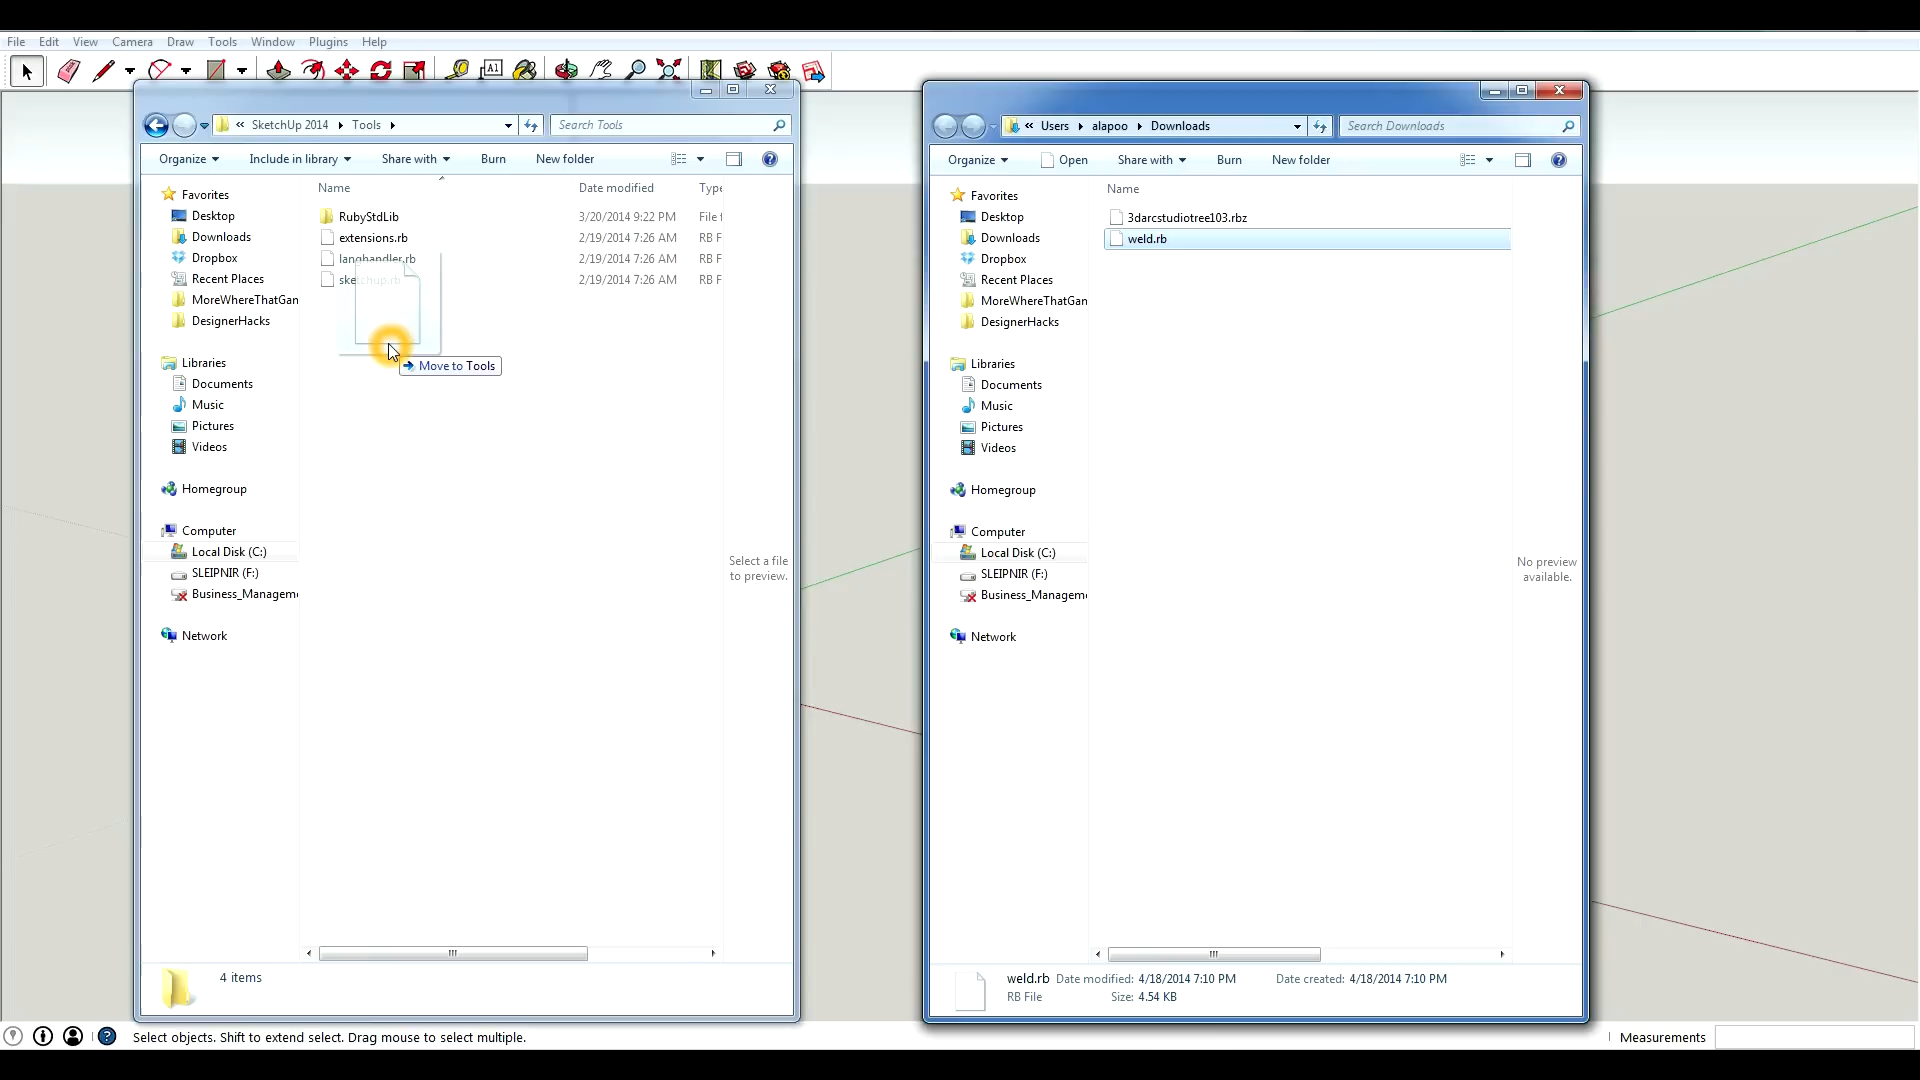 File Edit View Camera Draw Tools Window Plugins Help
A1
« SketchUp 2014 Tools
Search Tools
Organize Include in library Share with Burn New folder
Favorites
Desktop
Downloads
Dropbox
Recent Places
MoreWhereThatGam
DesignerHacks
Libraries
Documents
Music
Pictures
Videos
Homegroup
Computer
Local Disk (C:)
SLEIPNIR (F:)
Business_Manageme
Network
Name Date modified Type
RubyStdLib 3/20/2014 9:22 PM File f
extensions.rb 2/19/2014 7:26 AM RB F
langhandler.rb 2/19/2014 7:26 AM RB F
sketchup.rb 2/19/2014 7:26 AM RB F
Move to Tools
Select a file
to preview.
4 items
« Users alapoo Downloads
Search Downloads
Organize Open Share with Burn New folder
Favorites
Desktop
Downloads
Dropbox
Recent Places
MoreWhereThatGam
DesignerHacks
Libraries
Documents
Music
Pictures
Videos
Homegroup
Computer
Local Disk (C:)
SLEIPNIR (F:)
Business_Manageme
Network
Name
3darcstudiotree103.rbz
weld.rb
No preview
available.
weld.rb Date modified: 4/18/2014 7:10 PM Date created: 4/18/2014 7:10 PM
RB File Size: 4.54 KB
Select objects. Shift to extend select. Drag mouse to select multiple.
Measurements